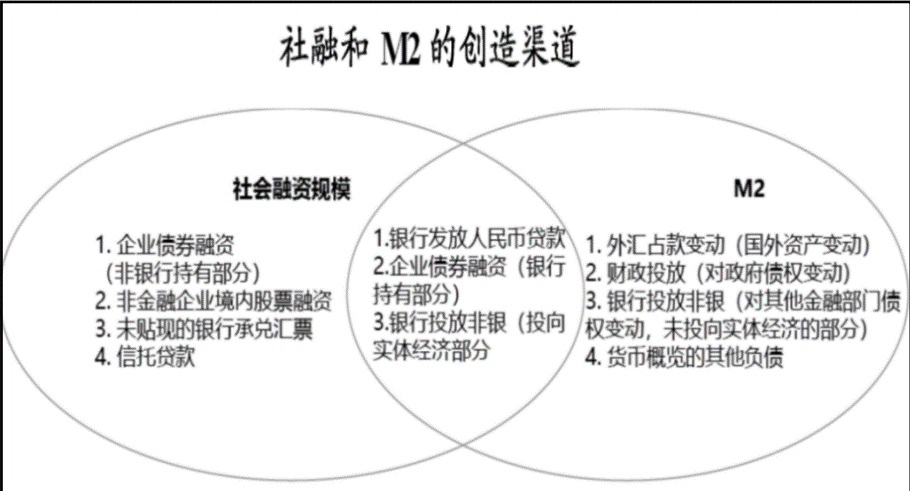 社融和 M2 的创造渠道
社会融资规模
1. 企业债券融资
（非银行持有部分）
2. 非金融企业境内股票融资
3. 未贴现的银行承兑汇票
4. 信托贷款
1.银行发放人民币贷款
2.企业债券融资（银行
持有部分）
3.银行投放非银（投向
实体经济部分
M2
1. 外汇占款变动（国外资产变动）
2. 财政投放（对政府债权变动）
3. 银行投放非银（对其他金融部门债
权变动，未投向实体经济的部分）
4. 货币概览的其他负债